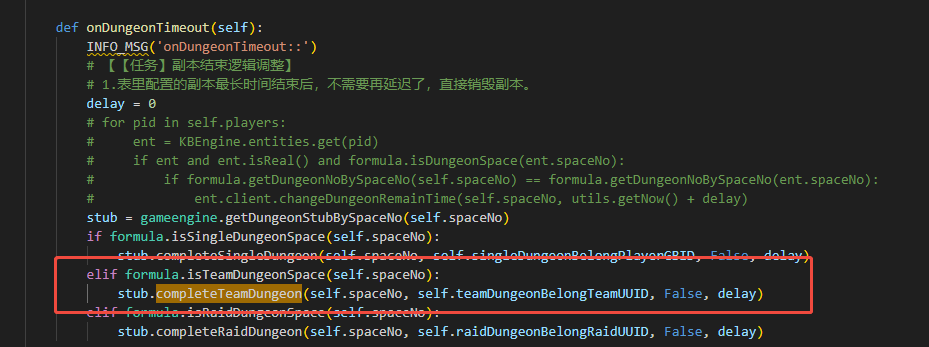 def onDungeonTimeout(self):
INFO_MSG('onDungeonTimeout::')
# 【【任务】副本结束逻辑调整】
# 1.表里配置的副本最长时间结束后，不需要再延迟了，直接销毁副本。
delay = 0
# for pid in self.players:
#     ent = KBEngine.entities.get(pid)
#     if ent and ent.isReal() and formula.isDungeonSpace(ent.spaceNo):
#         if formula.getDungeonNoBySpaceNo(self.spaceNo) == formula.getDungeonNoBySpaceNo(ent.spaceNo):
#             ent.client.changeDungeonRemainTime(self.spaceNo, utils.getNow() + delay)
stub = gameengine.getDungeonStubBySpaceNo(self.spaceNo)
if formula.isSingleDungeonSpace(self.spaceNo):
stub.completeSingleDungeon(self.spaceNo, self.singleDungeonBelongPlayerGBID, False, delay)
elif formula.isTeamDungeonSpace(self.spaceNo):
stub.completeTeamDungeon(self.spaceNo, self.teamDungeonBelongTeamUUID, False, delay)
elif formula.isRaidDungeonSpace(self.spaceNo):
stub.completeRaidDungeon(self.spaceNo, self.raidDungeonBelongRaidUUID, False, delay)